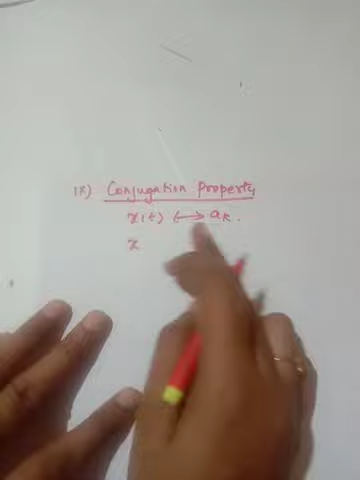 ix) Conjugation Property
x(t) ⟷ aₖ.
x